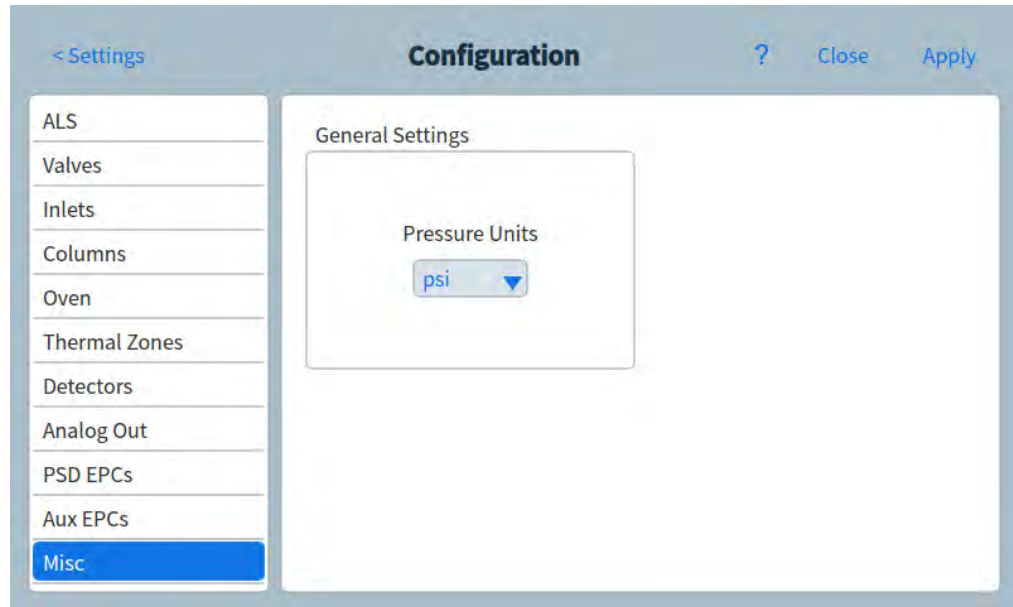 < Settings
Configuration
?
Close
Apply
ALS
Valves
Inlets
Columns
Oven
Thermal Zones
Detectors
Analog Out
PSD EPCs
Aux EPCs
Misc
General Settings
Pressure Units
psi